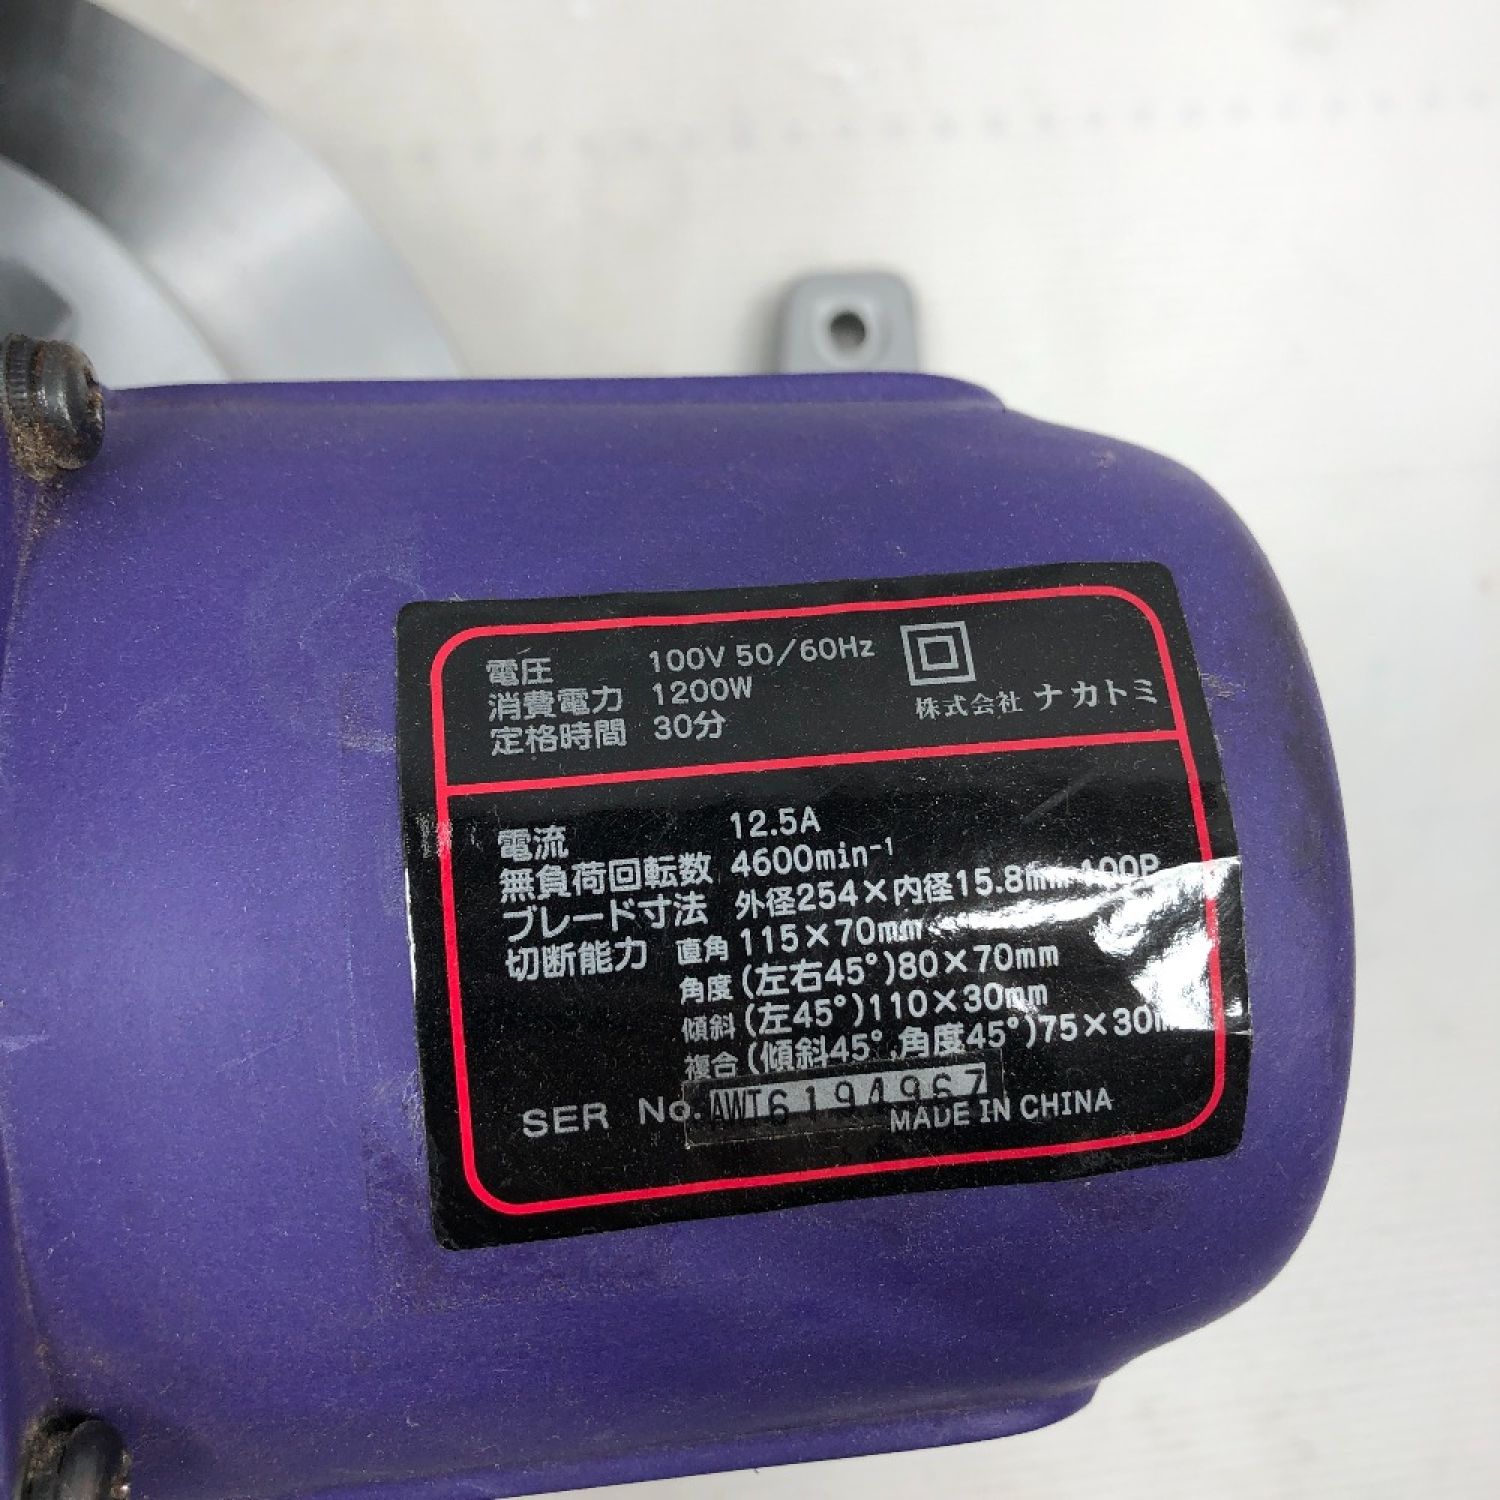 電圧 100V 50/60Hz
消費電力 1200W
定格時間 30分
株式会社 ナカトミ
電流 12.5A
無負荷回転数 4600min⁻¹
ブレード寸法 外径254×内径15.8mm 100P
切断能力 直角 115×70mm
角度 (左右45°)80×70mm
傾斜 (左45°)110×30mm
複合 (傾斜45°,角度45°)75×30m
SER No. AWT6194967
MADE IN CHINA